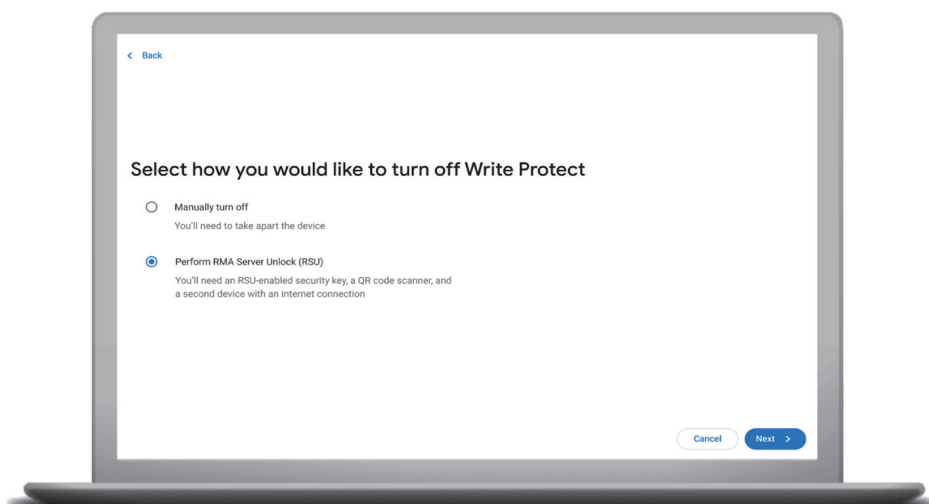 Back
Select how you would like to turn off Write Protect
Manually turn off
You'll need to take apart the device
Perform RMA Server Unlock (RSU)
You'll need an RSU-enabled security key, a QR code scanner, and
a second device with an internet connection
Cancel
Next